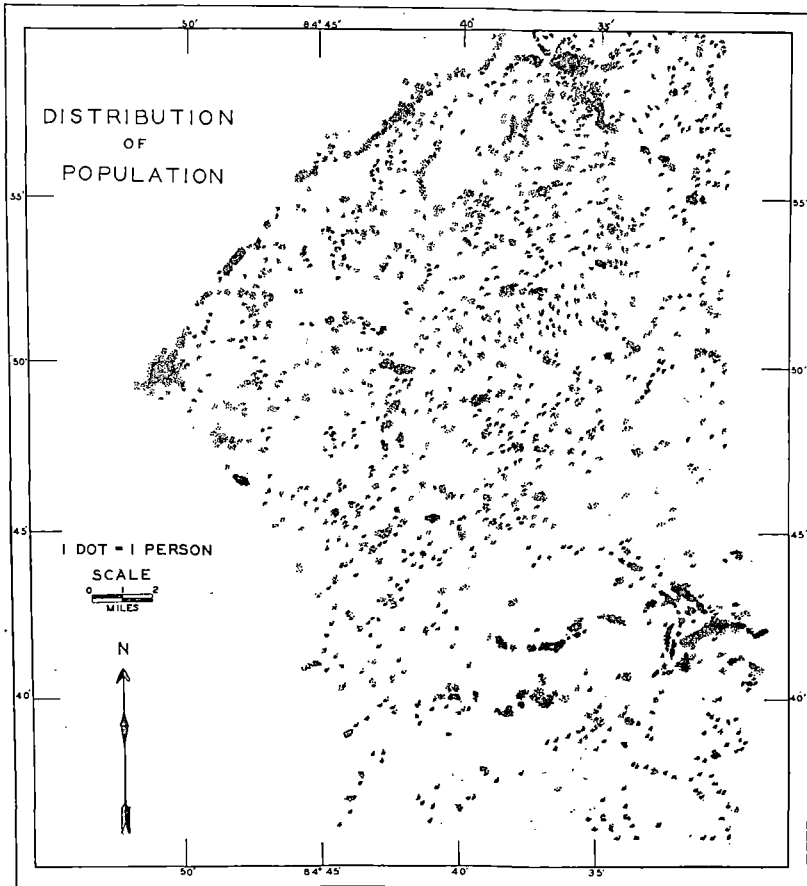 50' 84° 45' 40' 35'
DISTRIBUTION
OF
POPULATION
55' 55'
50' 50'
45' 45'
1 DOT = 1 PERSON
SCALE
0 1 2
MILES
N
40' 40'
50' 84° 45' 40' 35'